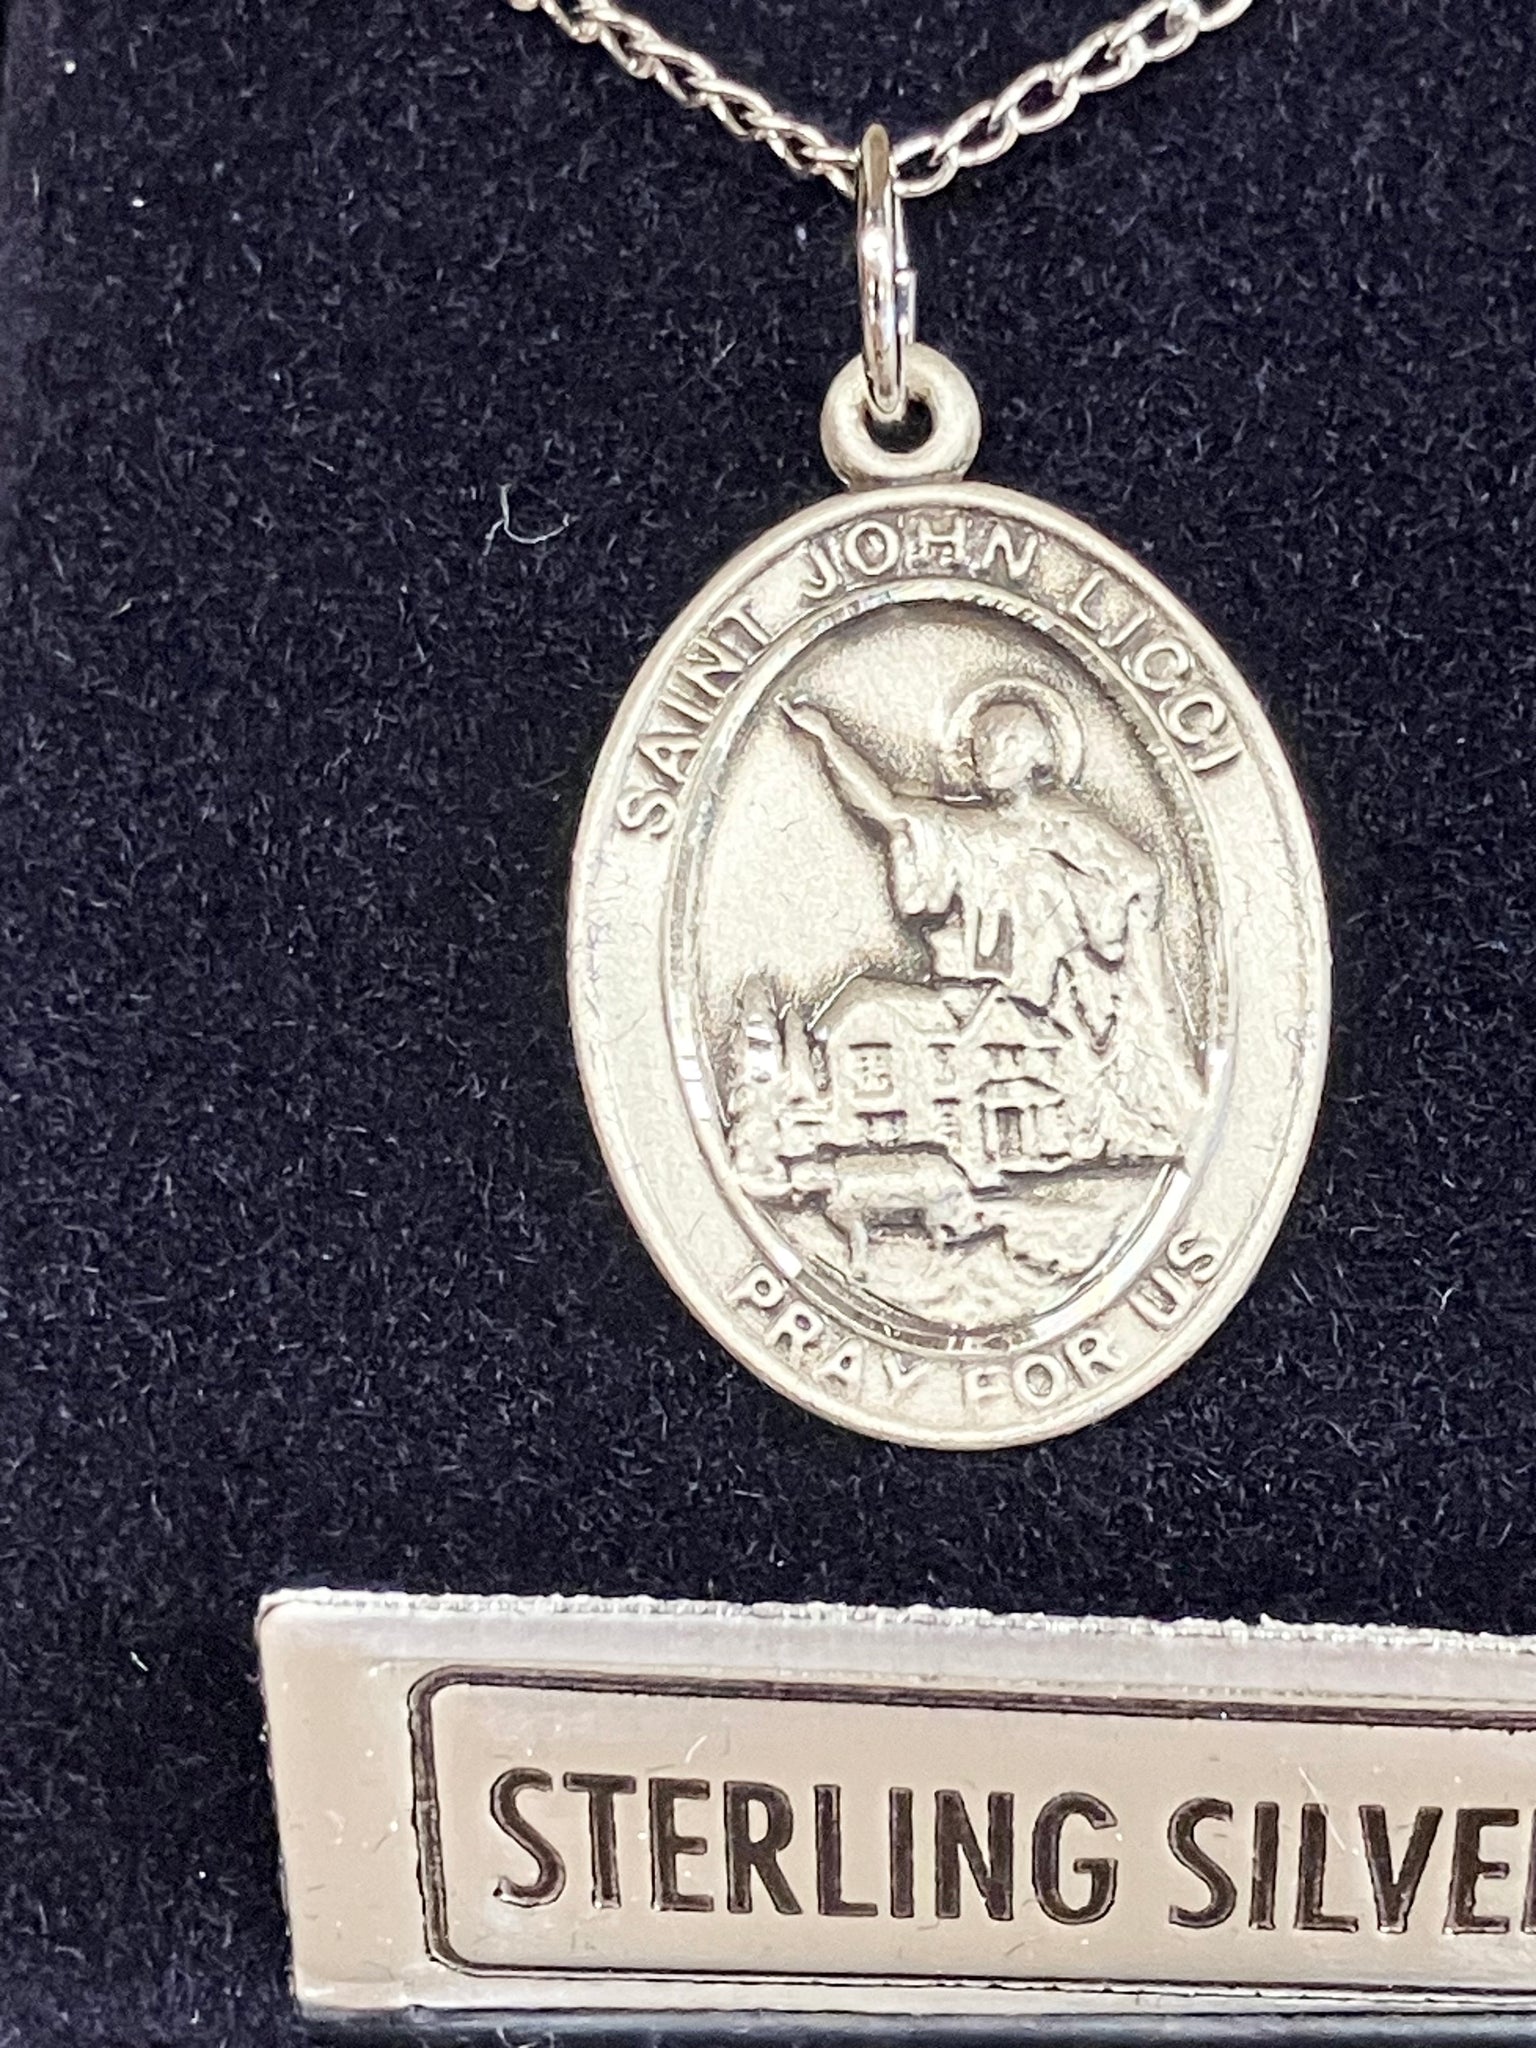 SAINT JOHN LICCI
PRAY FOR US
STERLING SILVE